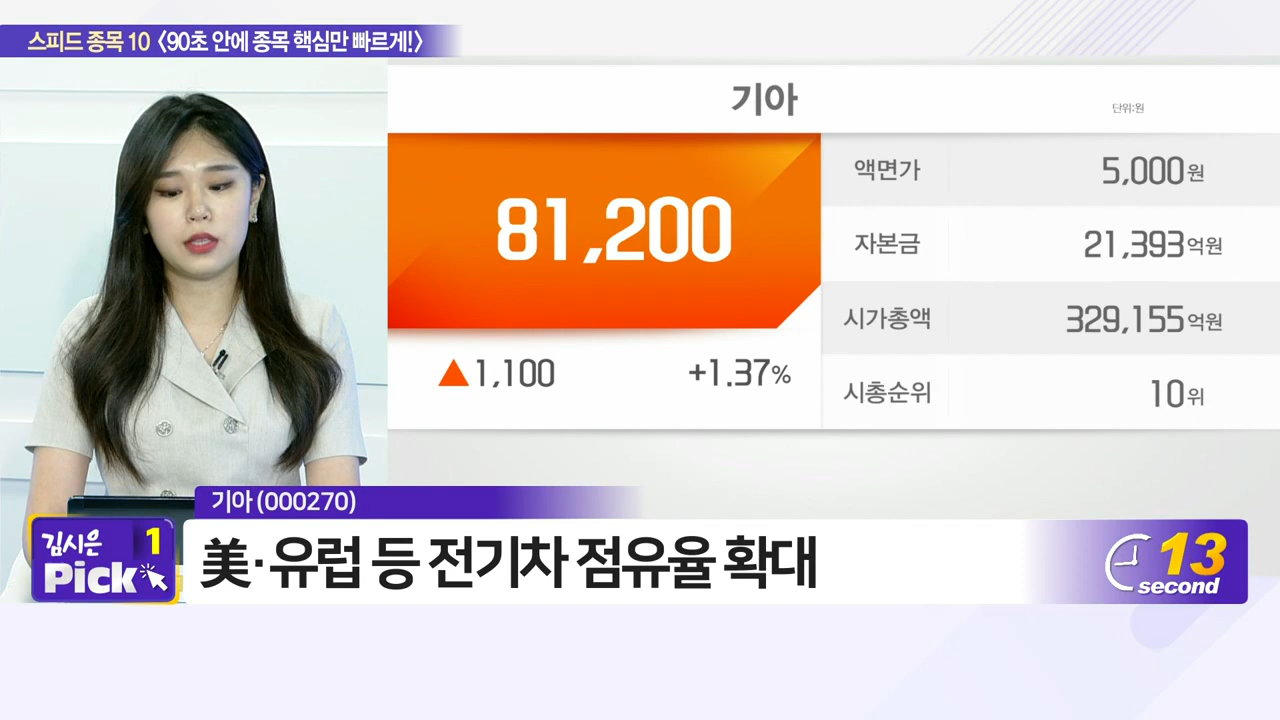 스피드 종목 10 <90초 안에 종목 핵심만 빠르게!>
기아
단위:원
81,200
▲1,100 +1.37%
액면가 5,000원
자본금 21,393억원
시가총액 329,155억원
시총순위 10위
기아 (000270)
김시은 1
Pick
美·유럽 등 전기차 점유율 확대
13
second